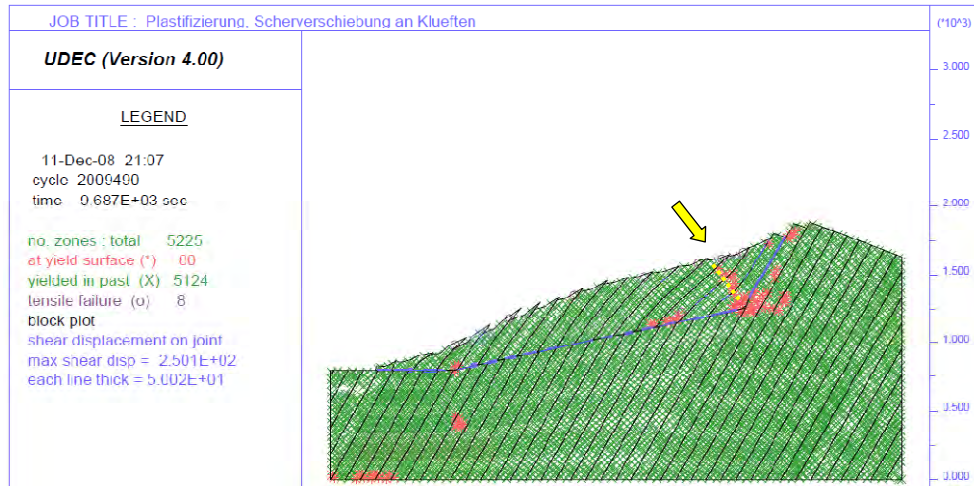 JOB TITLE : Plastifizierung, Scherverschiebung an Klueften
(*10^3)
UDEC (Version 4.00)
LEGEND
11-Dec-08 21:07
cycle 2009490
time 9.687E+03 sec
no. zones : total 5225
at yield surface (*)
yielded in past (X) 5124
tensile failure (o) 8
block plot
shear displacement on joint
max shear disp = 2.501E+02
each line thick = 5.002E+01
3.000
2.500
2.000
1.500
1.000
0.500
0.000